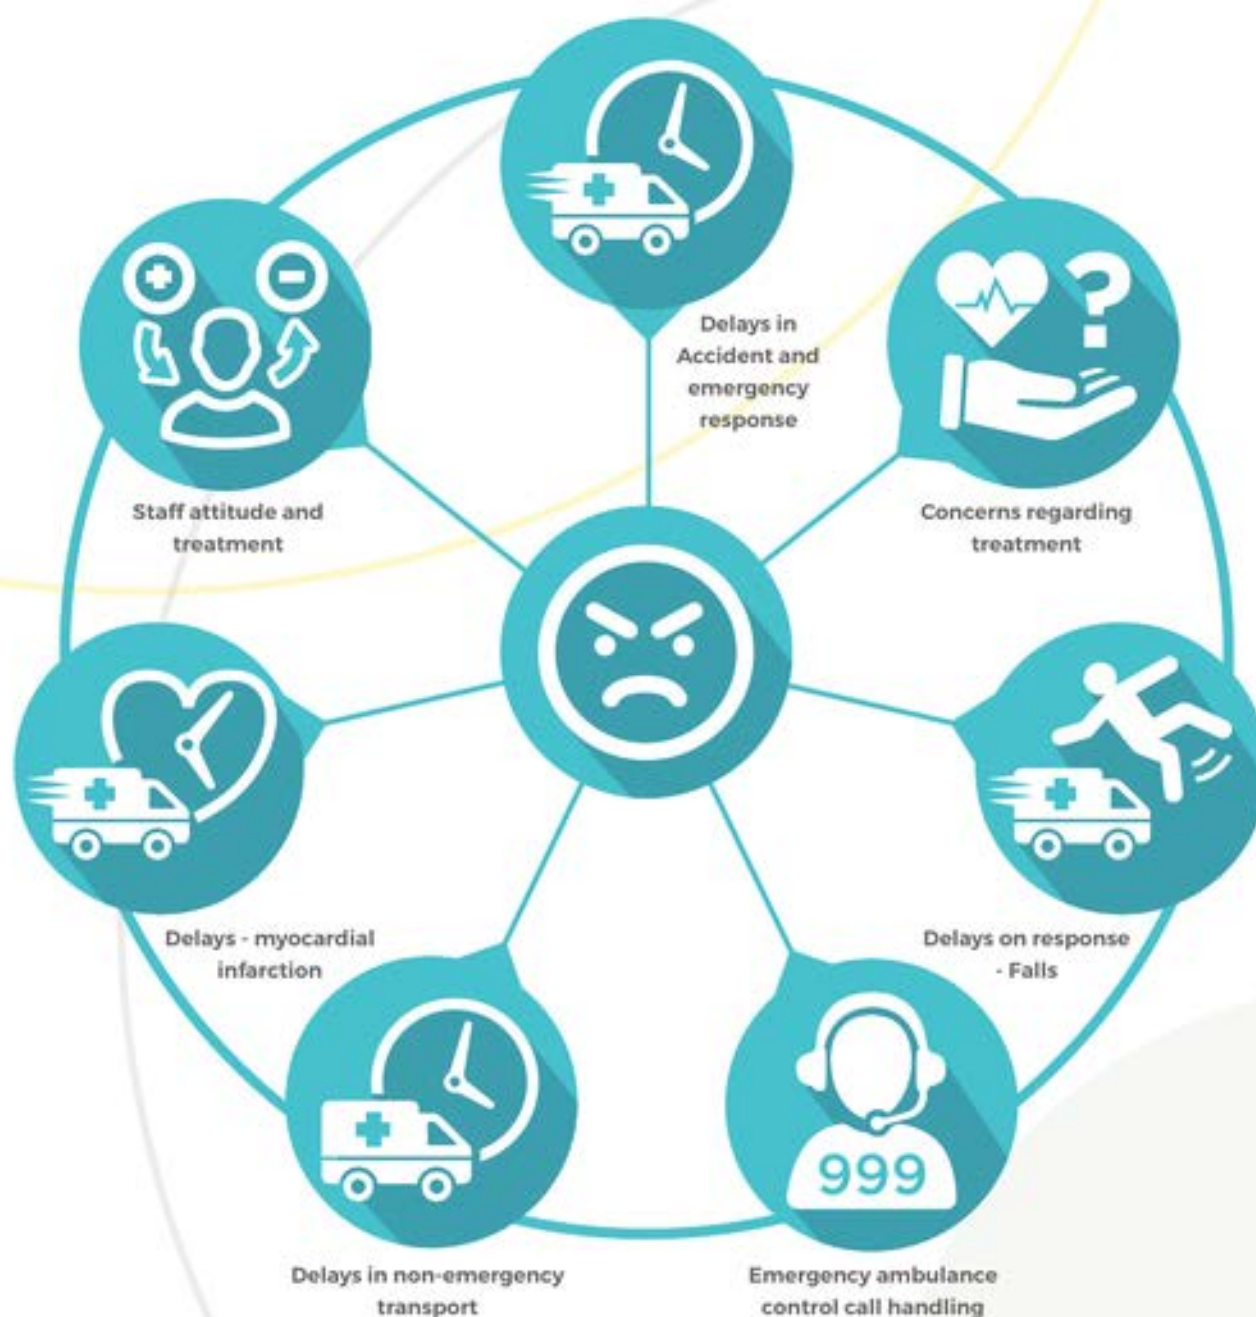 Delays in
Accident and
emergency
response
Staff attitude and
treatment
Concerns regarding
treatment
Delays - myocardial
infarction
Delays on response
- Falls
999
Delays in non-emergency
transport
Emergency ambulance
control call handling